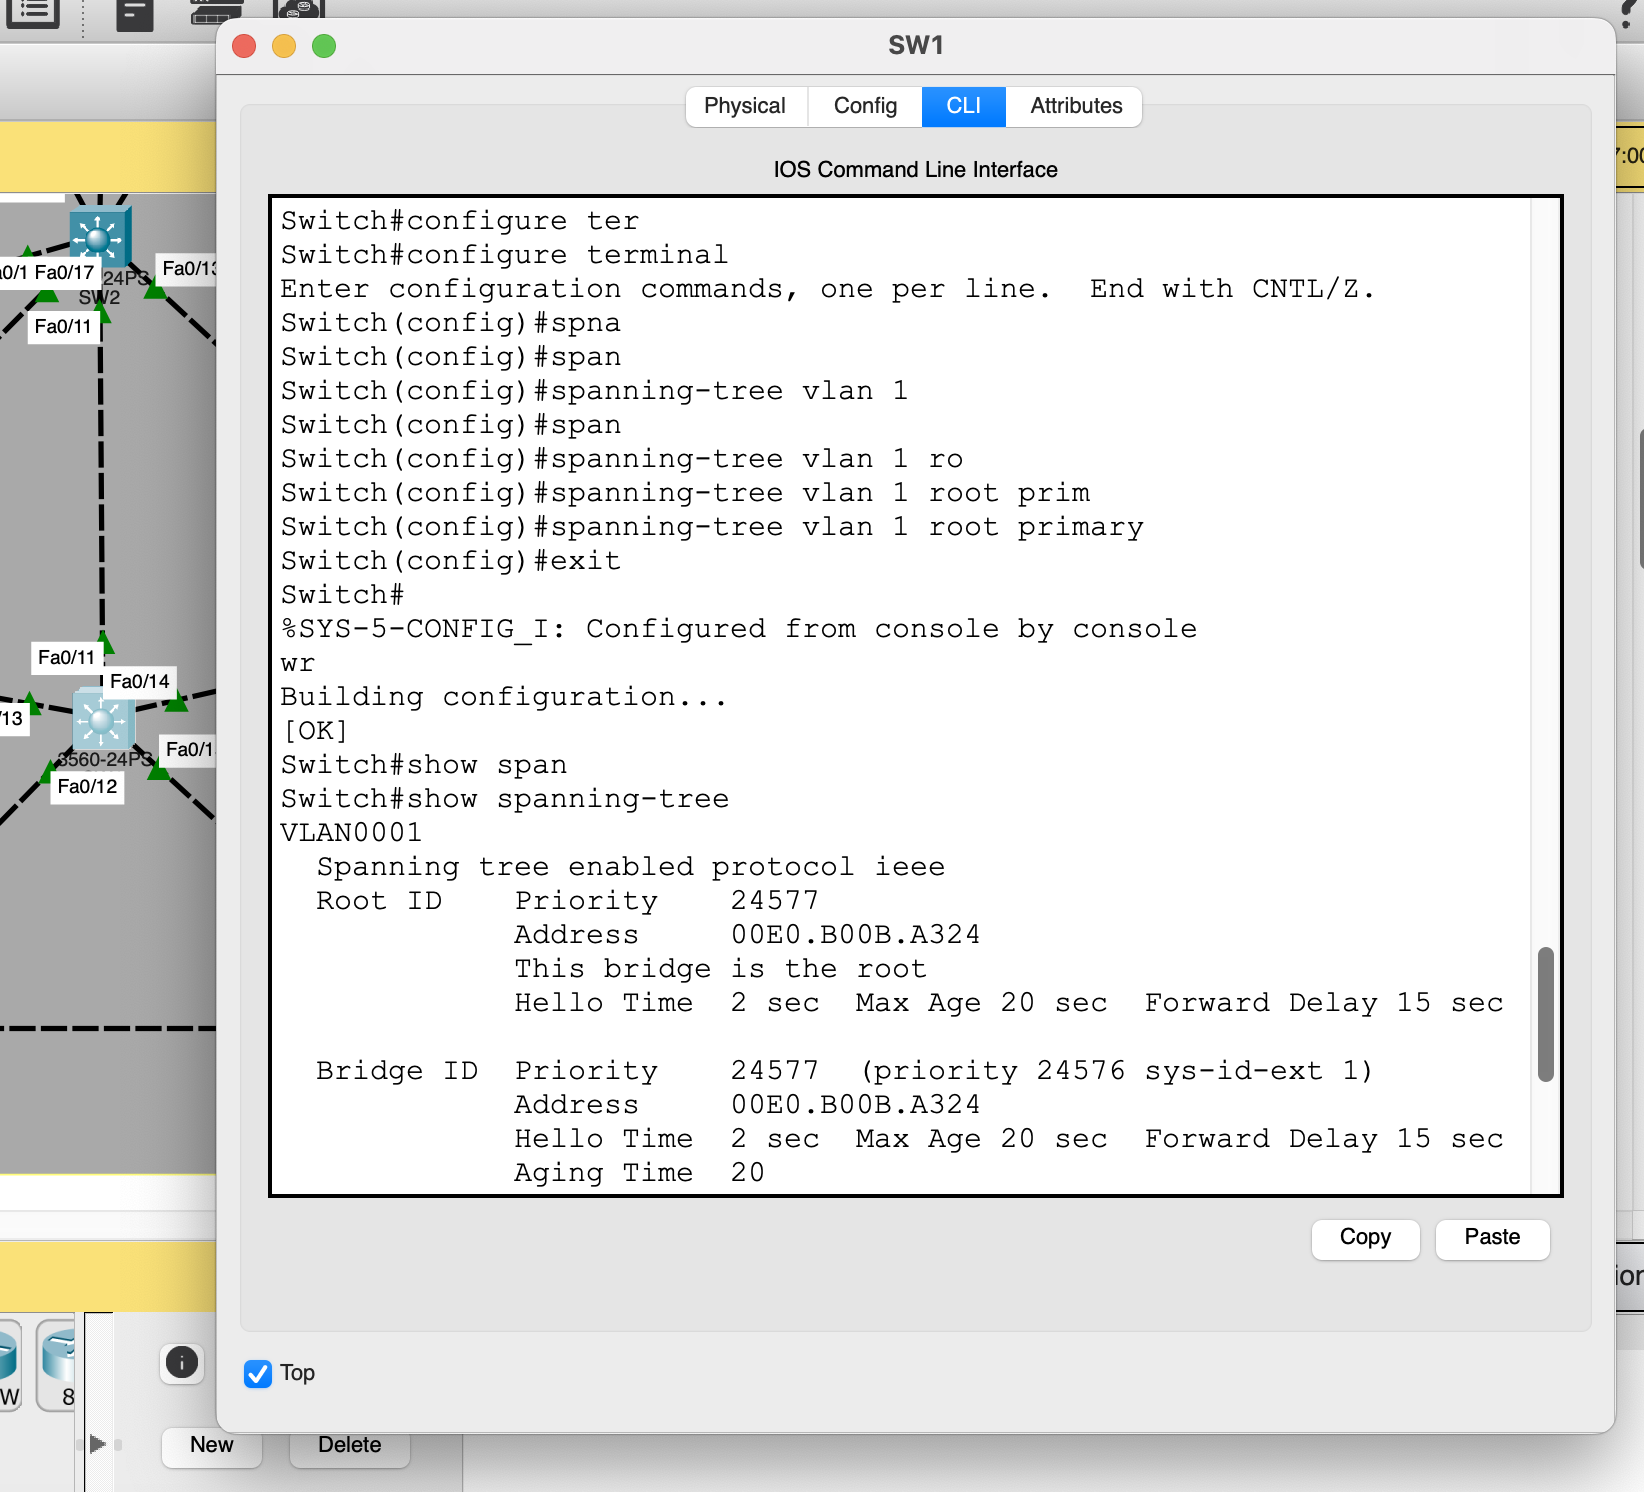 SW1
Physical
Config
CLI
Attributes
IOS Command Line Interface
Switch#configure ter
Switch#configure terminal
Enter configuration commands, one per line.  End with CNTL/Z.
Switch(config)#spna
Switch(config)#span
Switch(config)#spanning-tree vlan 1
Switch(config)#span
Switch(config)#spanning-tree vlan 1 ro
Switch(config)#spanning-tree vlan 1 root prim
Switch(config)#spanning-tree vlan 1 root primary
Switch(config)#exit
Switch#
%SYS-5-CONFIG_I: Configured from console by console
wr
Building configuration...
[OK]
Switch#show span
Switch#show spanning-tree
VLAN0001
  Spanning tree enabled protocol ieee
  Root ID    Priority    24577
             Address     00E0.B00B.A324
             This bridge is the root
             Hello Time  2 sec  Max Age 20 sec  Forward Delay 15 sec
  Bridge ID  Priority    24577  (priority 24576 sys-id-ext 1)
             Address     00E0.B00B.A324
             Hello Time  2 sec  Max Age 20 sec  Forward Delay 15 sec
             Aging Time  20
Copy
Paste
Top
New
Delete
Fa0/17
24PS
SW2
Fa0/13
Fa0/11
Fa0/11
Fa0/14
/13
3560-24PS
Fa0/1
Fa0/12
7:00
W
8